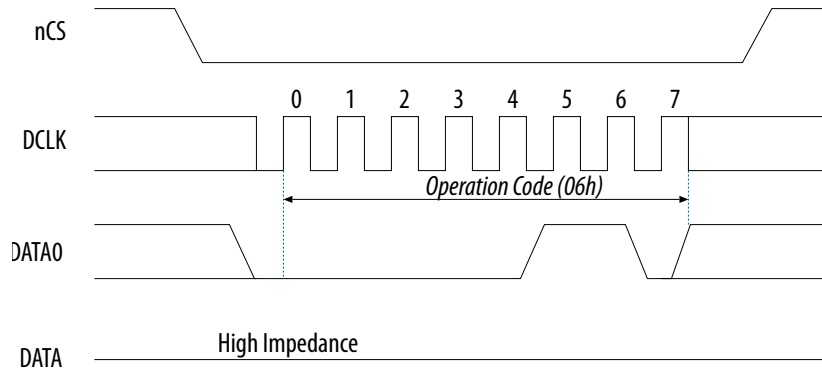 nCS
0 1 2 3 4 5 6 7
DCLK
Operation Code (06h)
DATA0
High Impedance
DATA